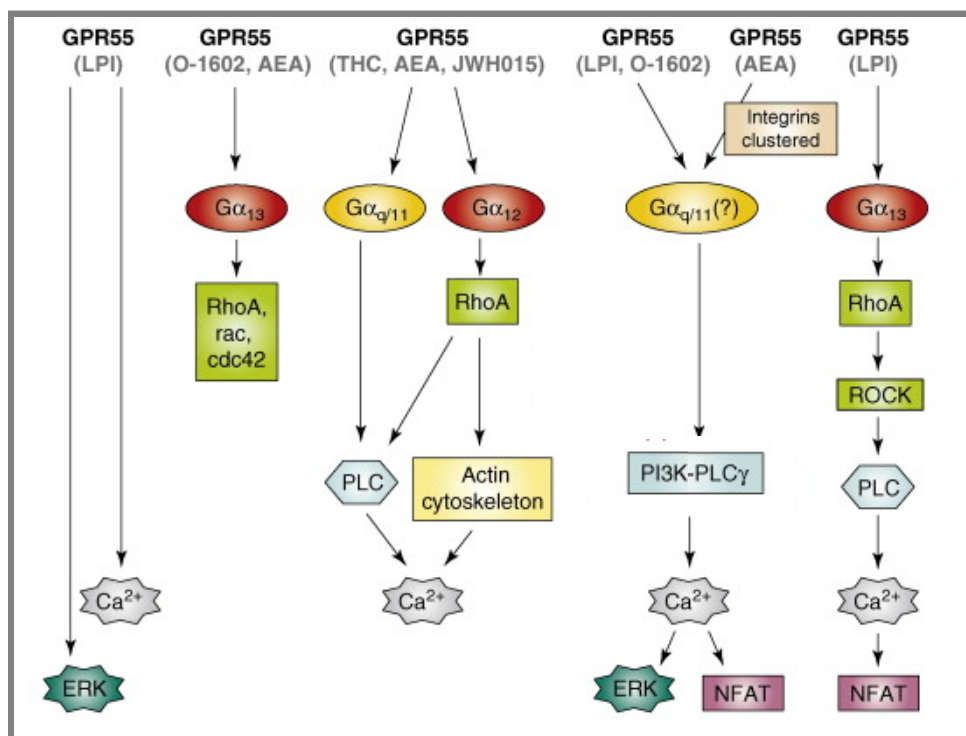 GPR55 GPR55 GPR55 GPR55 GPR55 GPR55
(LPI) (O-1602, AEA) (THC, AEA, JWH015) (LPI, O-1602) (AEA) (LPI)
Integrins
clustered
Gα13 Gαq/11 Gα12 Gαq/11(?) Gα13
RhoA,
rac,
cdc42
RhoA RhoA
ROCK
PLC Actin
cytoskeleton
PI3K-PLCγ PLC
Ca2+ Ca2+ Ca2+ Ca2+
ERK ERK NFAT NFAT